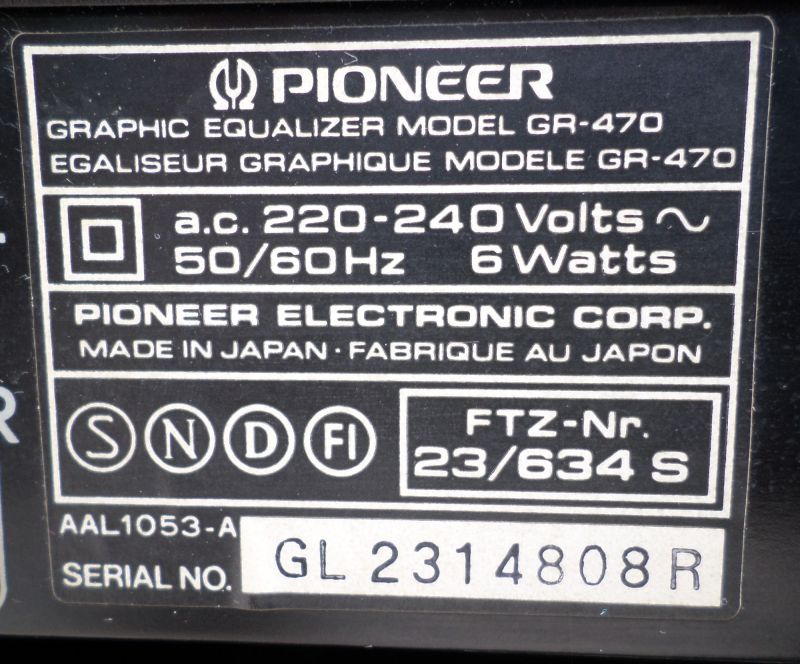 PIONEER
GRAPHIC EQUALIZER MODEL GR-470
EGALISEUR GRAPHIQUE MODELE GR-470
a.c. 220-240 Volts ~
50/60Hz 6 Watts
PIONEER ELECTRONIC CORP.
MADE IN JAPAN · FABRIQUE AU JAPON
S N D FI
FTZ-Nr.
23/634 S
AAL1053-A
SERIAL NO. GL 2314808R
R